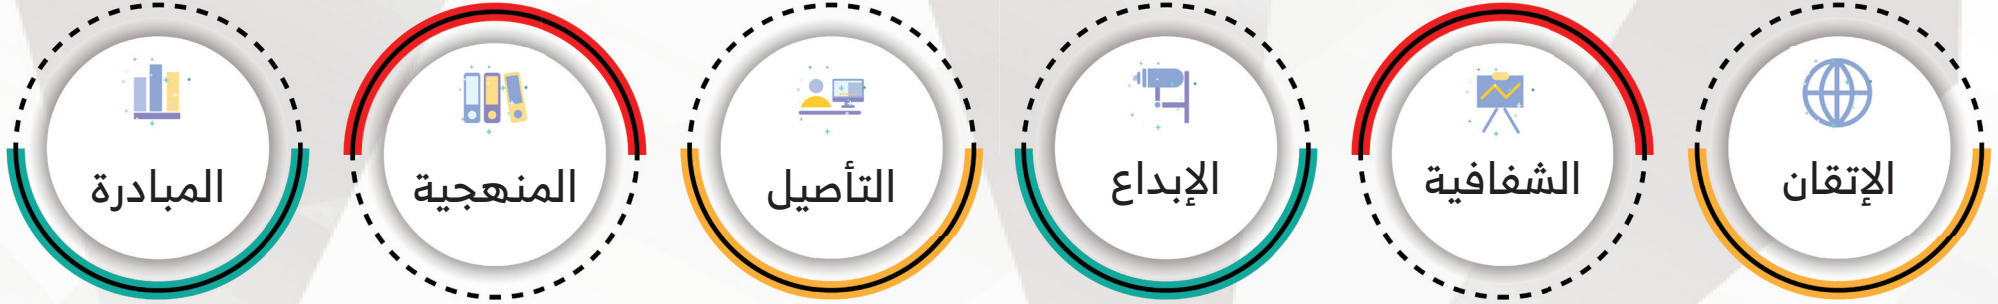 الإتقان
الشفافية
الإبداع
التأصيل
المنهجية
المبادرة